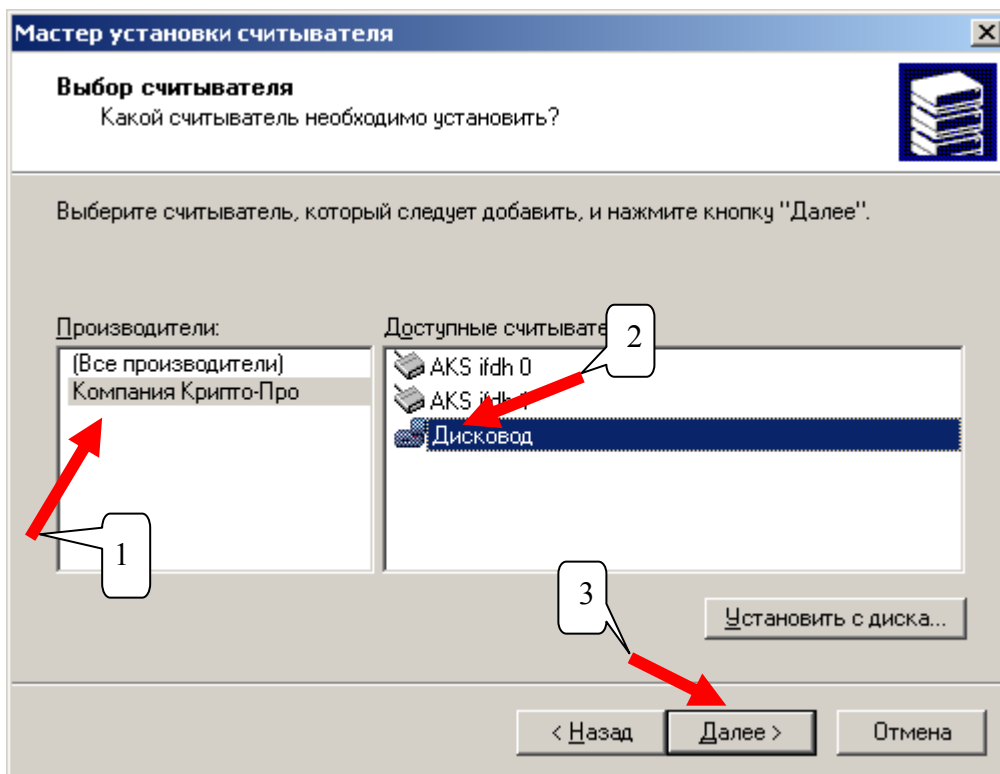 Мастер установки считывателя
Выбор считывателя
Какой считыватель необходимо установить?
Выберите считыватель, который следует добавить, и нажмите кнопку "Далее".
Производители:
(Все производители)
Компания Крипто-Про
Доступные
2
AKS ifdh 0
AKS
Дисковод
1
3
Установить с диска...
< Назад
Далее >
Отмена